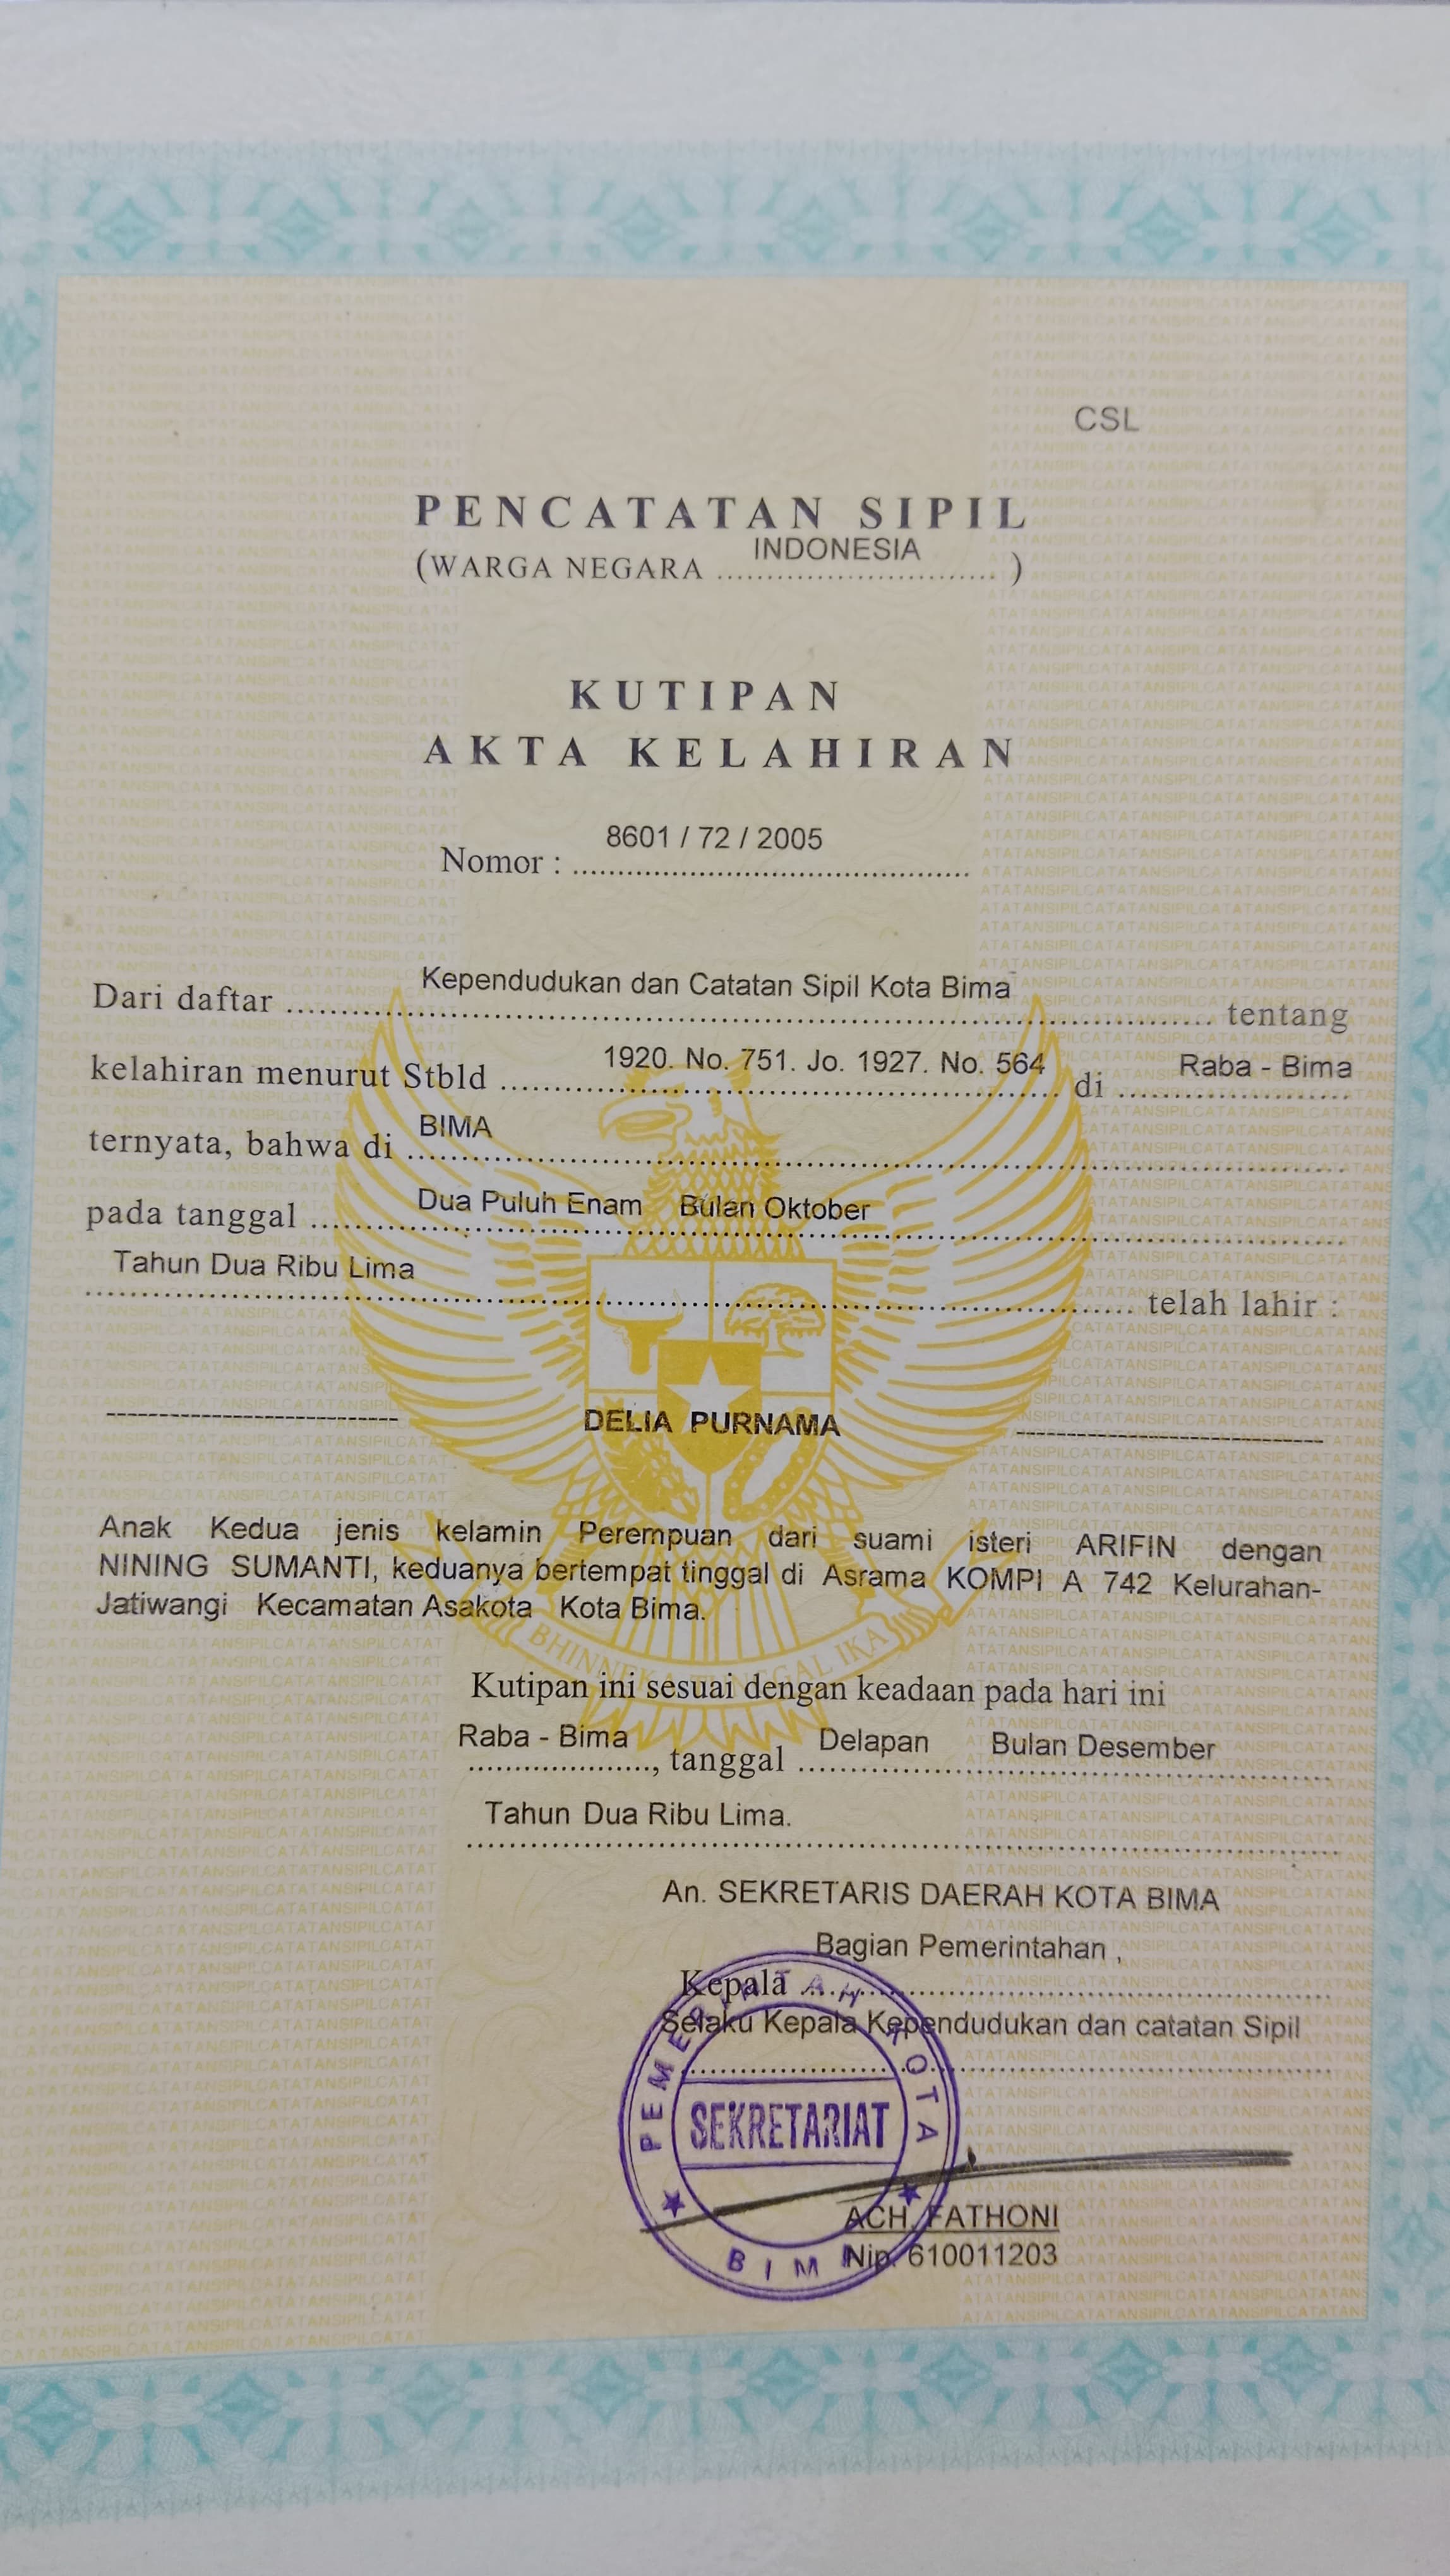 CSL
PENCATATAN SIPIL
(WARGA NEGARA INDONESIA )
KUTIPAN
AKTA KELAHIRAN
Nomor : 8601 / 72 / 2005
Dari daftar Kependudukan dan Catatan Sipil Kota Bima tentang
kelahiran menurut Stbld 1920. No. 751. Jo. 1927. No. 564 di Raba - Bima
ternyata, bahwa di BIMA
pada tanggal Dua Puluh Enam Bulan Oktober
Tahun Dua Ribu Lima telah lahir :
DELIA PURNAMA
Anak Kedua jenis kelamin Perempuan dari suami isteri ARIFIN dengan
NINING SUMANTI, keduanya bertempat tinggal di Asrama KOMPI A 742 Kelurahan-
Jatiwangi Kecamatan Asakota Kota Bima.
BHINNEKA TUNGGAL IKA
Kutipan ini sesuai dengan keadaan pada hari ini
Raba - Bima, tanggal Delapan Bulan Desember
Tahun Dua Ribu Lima.
An. SEKRETARIS DAERAH KOTA BIMA
Bagian Pemerintahan ,
Kepala
Selaku Kepala Kependudukan dan catatan Sipil
PEMERINTAH KOTA
SEKRETARIAT
BIMA
ACH. FATHONI
Nip. 610011203